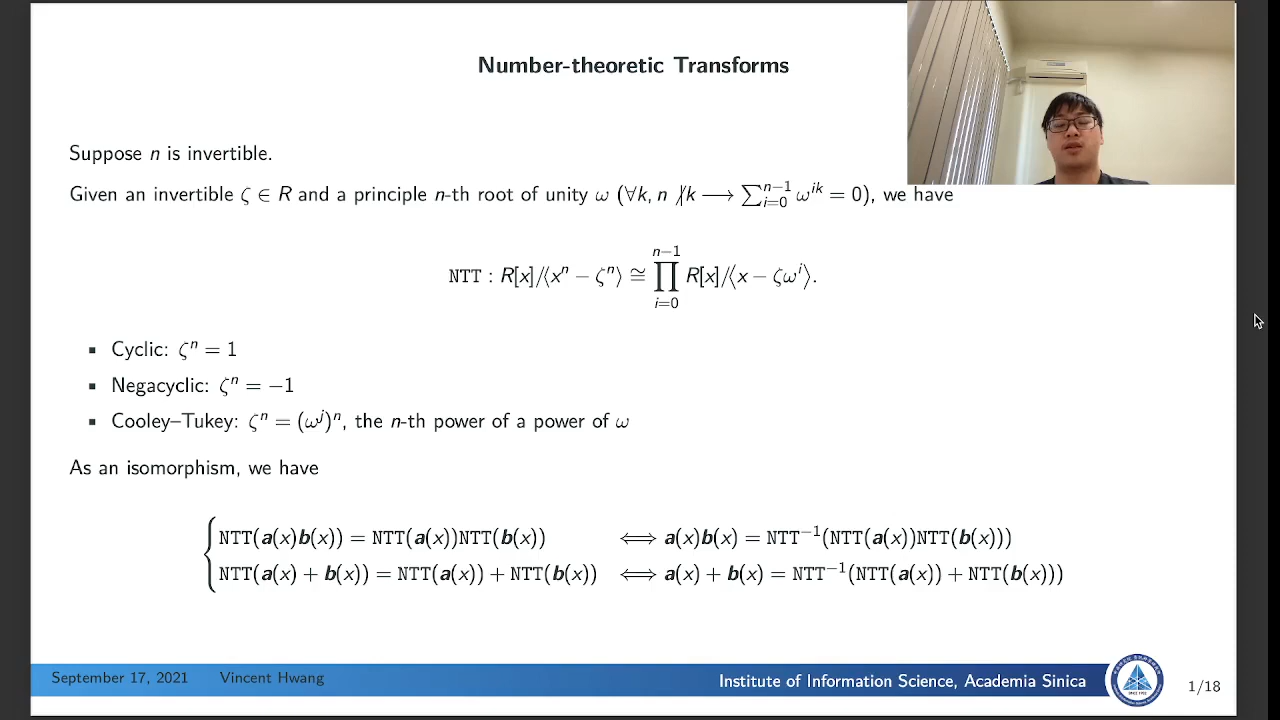 Number-theoretic Transforms
Suppose n is invertible.
Given an invertible ζ ∈ R and a principle n-th root of unity ω (∀k, n ∤ k ⟶ ∑_{i=0}^{n−1} ω^{ik} = 0), we have
NTT : R[x]/⟨x^n − ζ^n⟩ ≅ ∏_{i=0}^{n−1} R[x]/⟨x − ζω^i⟩.
▪ Cyclic: ζ^n = 1
▪ Negacyclic: ζ^n = −1
▪ Cooley–Tukey: ζ^n = (ω^j)^n, the n-th power of a power of ω
As an isomorphism, we have
NTT(a(x)b(x)) = NTT(a(x))NTT(b(x)) ⟺ a(x)b(x) = NTT^{−1}(NTT(a(x))NTT(b(x)))
NTT(a(x) + b(x)) = NTT(a(x)) + NTT(b(x)) ⟺ a(x) + b(x) = NTT^{−1}(NTT(a(x)) + NTT(b(x)))
September 17, 2021 Vincent Hwang Institute of Information Science, Academia Sinica 1/18